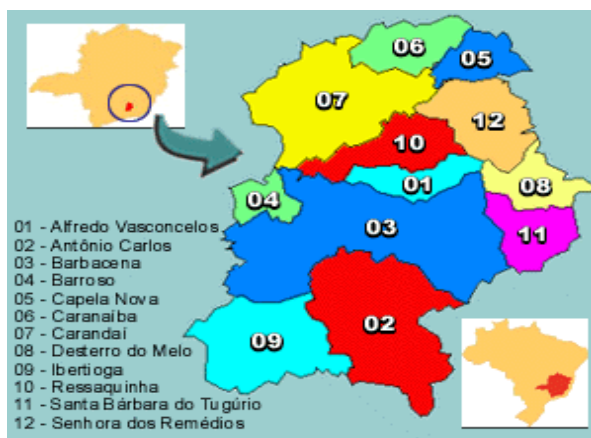 06
05
07
12
10
01
08
04
03
11
02
09
01 - Alfredo Vasconcelos
02 - Antônio Carlos
03 - Barbacena
04 - Barroso
05 - Capela Nova
06 - Caranaíba
07 - Carandaí
08 - Desterro do Melo
09 - Ibertioga
10 - Ressaquinha
11 - Santa Bárbara do Tugúrio
12 - Senhora dos Remédios